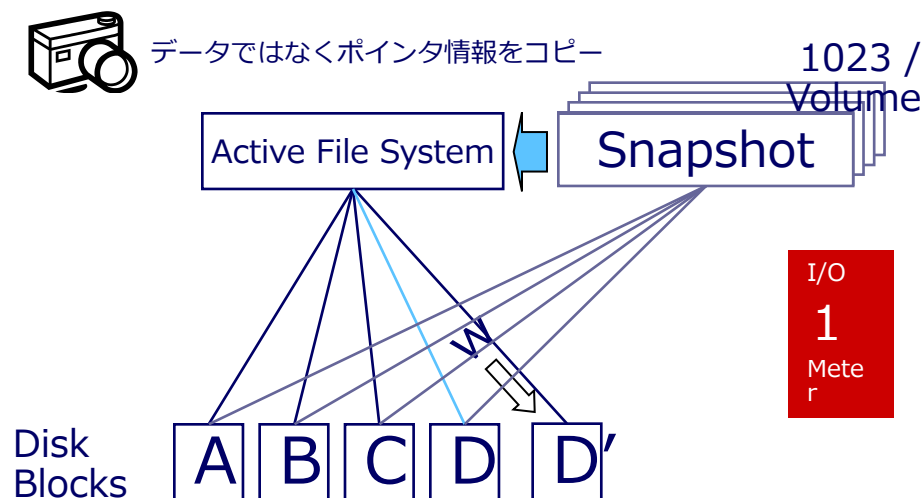 データではなくポインタ情報をコピー
1023 /
Volume
Active File System
Snapshot
I/O
1
Mete
r
W
Disk
Blocks
A
B
C
D
D′